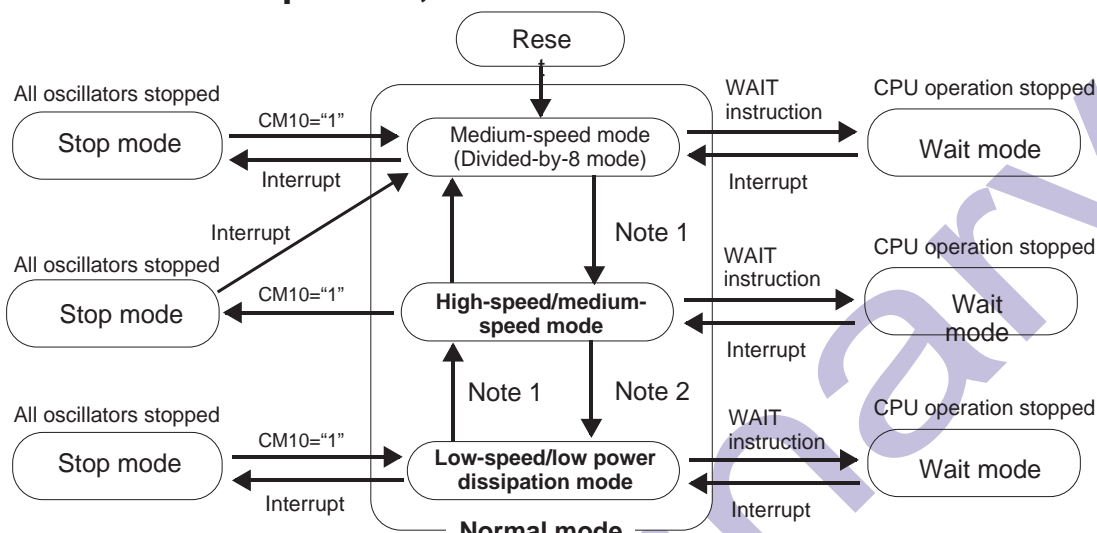 Rese
All oscillators stopped
Stop mode
CM10="1"
Interrupt
Medium-speed mode
(Divided-by-8 mode)
WAIT
instruction
Interrupt
CPU operation stopped
Wait mode
Interrupt
Note 1
All oscillators stopped
Stop mode
CM10="1"
High-speed/medium-
speed mode
WAIT
instruction
Interrupt
CPU operation stopped
Wait
mode
Note 1
Note 2
All oscillators stopped
Stop mode
CM10="1"
Interrupt
Low-speed/low power
dissipation mode
WAIT
instruction
Interrupt
CPU operation stopped
Wait mode
Normal mode